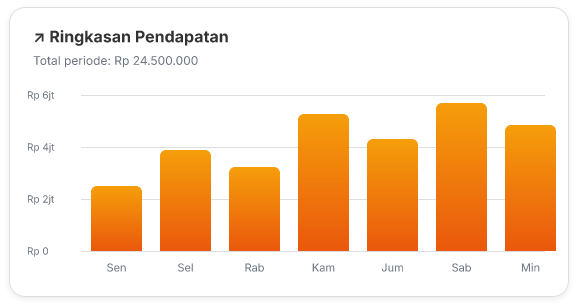 Ringkasan Pendapatan
Total periode: Rp 24.500.000
Rp 6jt
Rp 4jt
Rp 2jt
Rp 0
Sen Sel Rab Kam Jum Sab Min